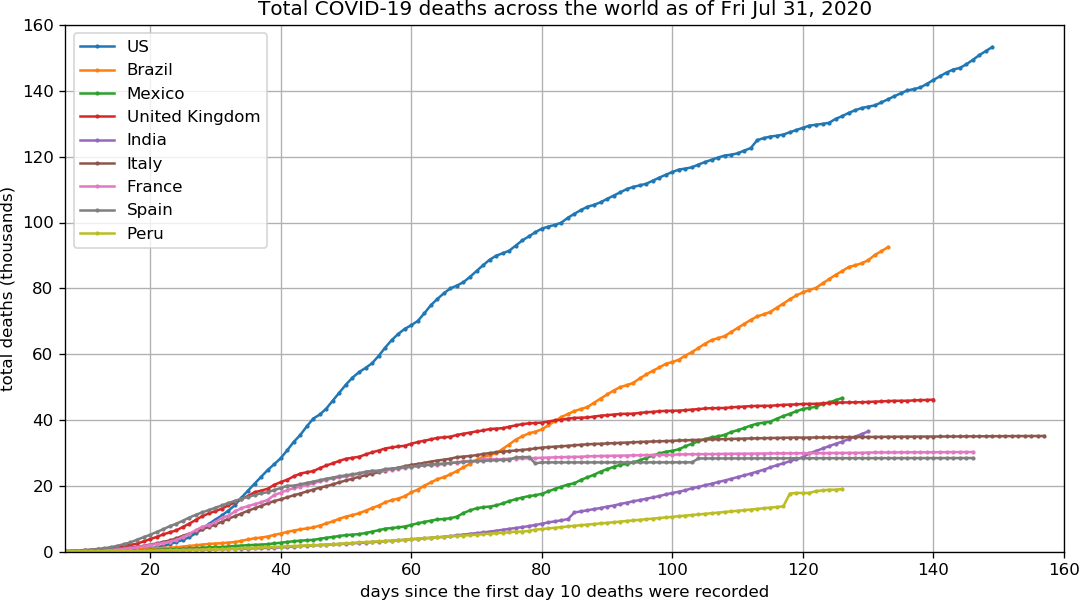 Total COVID-19 deaths across the world as of Fri Jul 31, 2020
total deaths (thousands)
160
140
120
100
80
60
40
20
0
US
Brazil
Mexico
United Kingdom
India
Italy
France
Spain
Peru
20 40 60 80 100 120 140 160
days since the first day 10 deaths were recorded